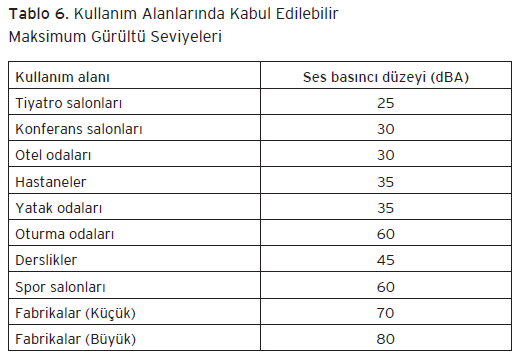 Tablo 6. Kullanım Alanlarında Kabul Edilebilir
Maksimum Gürültü Seviyeleri
Kullanım alanı Ses basıncı düzeyi (dBA)
Tiyatro salonları 25
Konferans salonları 30
Otel odaları 30
Hastaneler 35
Yatak odaları 35
Oturma odaları 60
Derslikler 45
Spor salonları 60
Fabrikalar (Küçük) 70
Fabrikalar (Büyük) 80